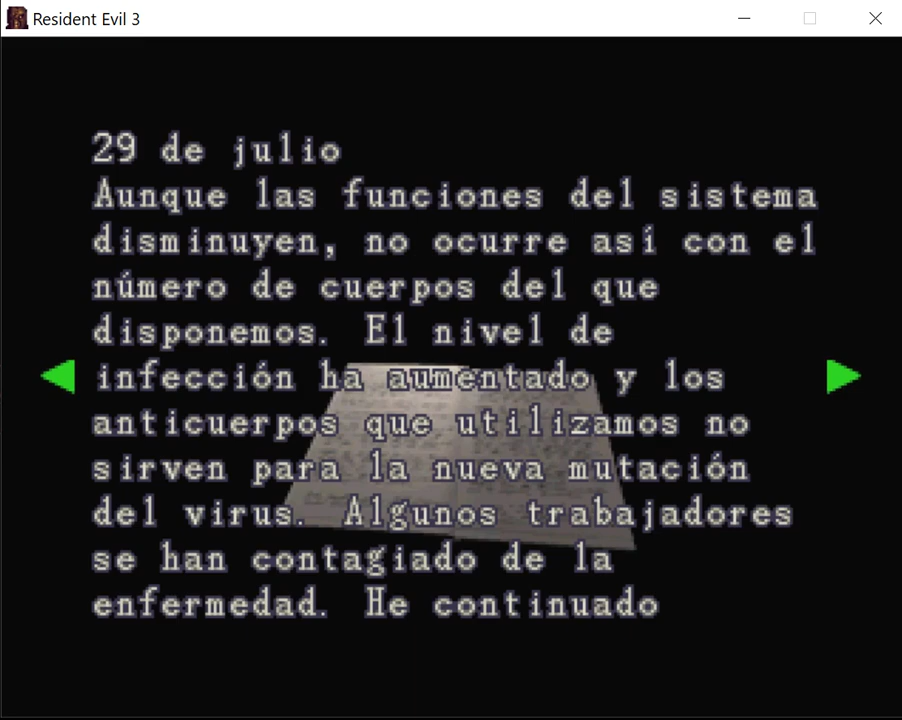 Resident Evil 3
29 de julio
Aunque las funciones del sistema
disminuyen, no ocurre así con el
número de cuerpos del que
disponemos. El nivel de
infección ha aumentado y los
anticuerpos que utilizamos no
sirven para la nueva mutación
del virus. Algunos trabajadores
se han contagiado de la
enfermedad. He continuado